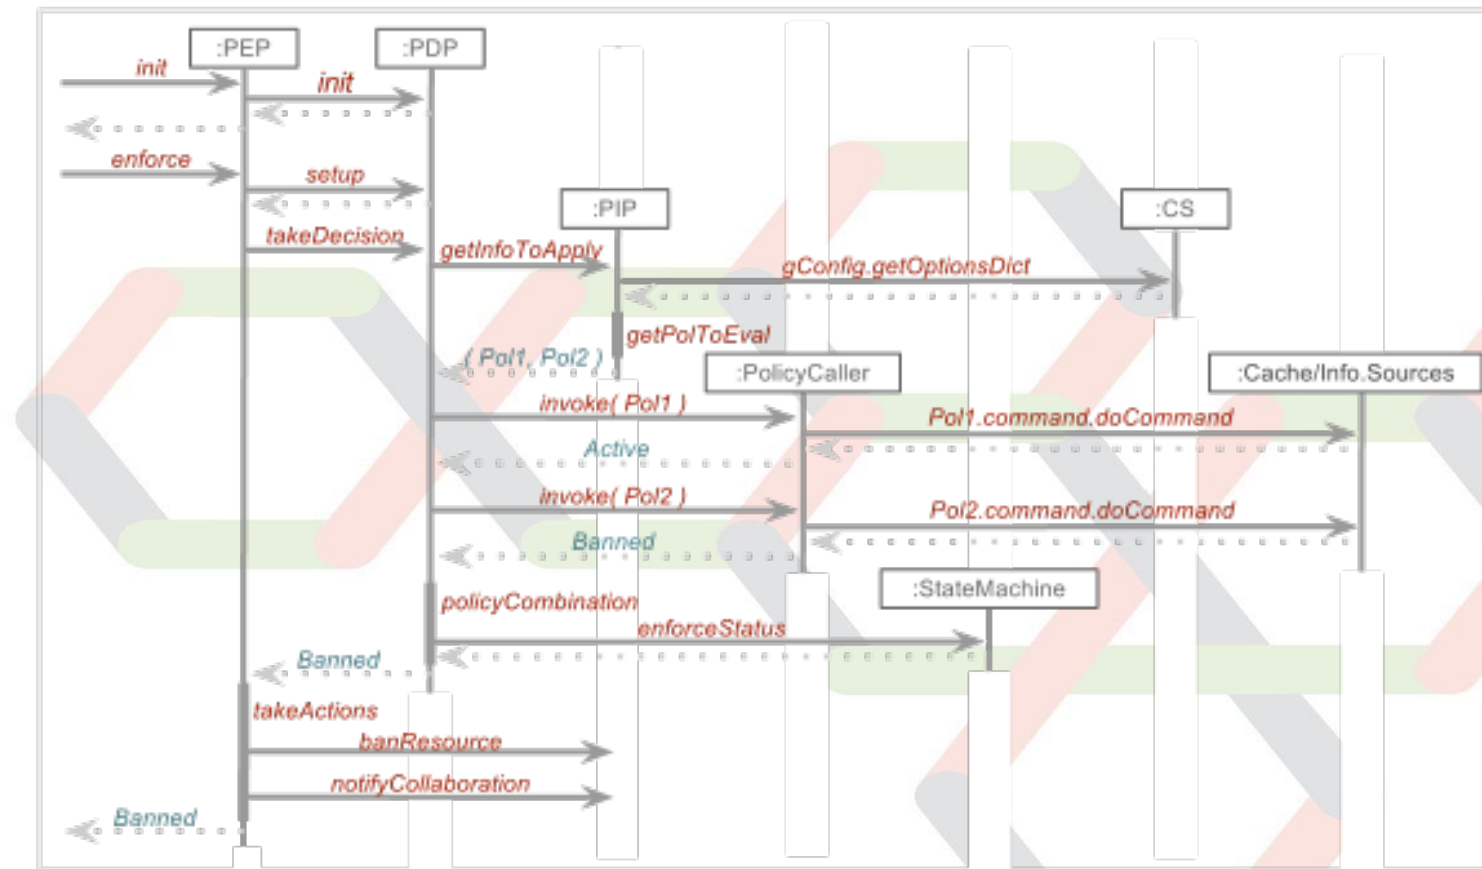 :PEP
:PDP
init
init
enforce
setup
:PIP
:CS
takeDecision
getInfoToApply
gConfig.getOptionsDict
getPolToEval
( Pol1, Pol2 )
:PolicyCaller
:Cache/Info.Sources
invoke( Pol1 )
Pol1.command.doCommand
Active
invoke( Pol2 )
Pol2.command.doCommand
Banned
:StateMachine
policyCombination
enforceStatus
Banned
takeActions
banResource
notifyCollaboration
Banned